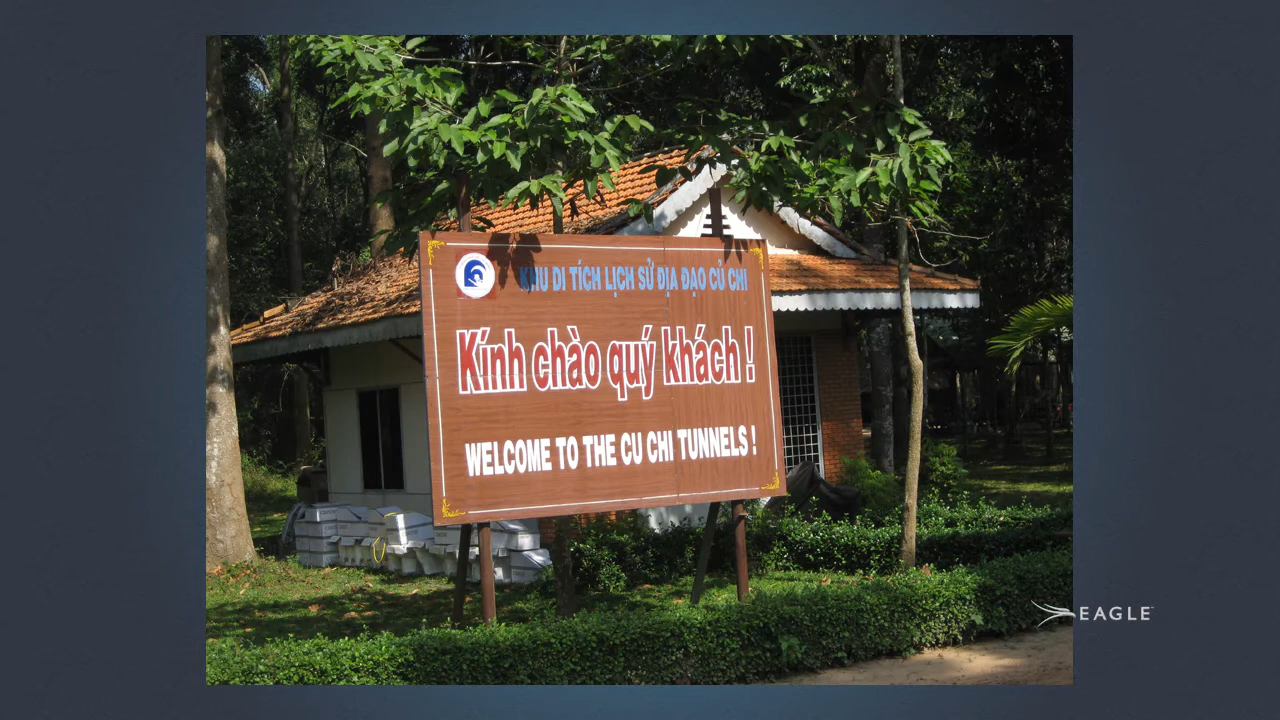 KHU DI TÍCH LỊCH SỬ ĐỊA ĐẠO CỦ CHI
Kính chào quý khách !
WELCOME TO THE CU CHI TUNNELS !
EAGLE